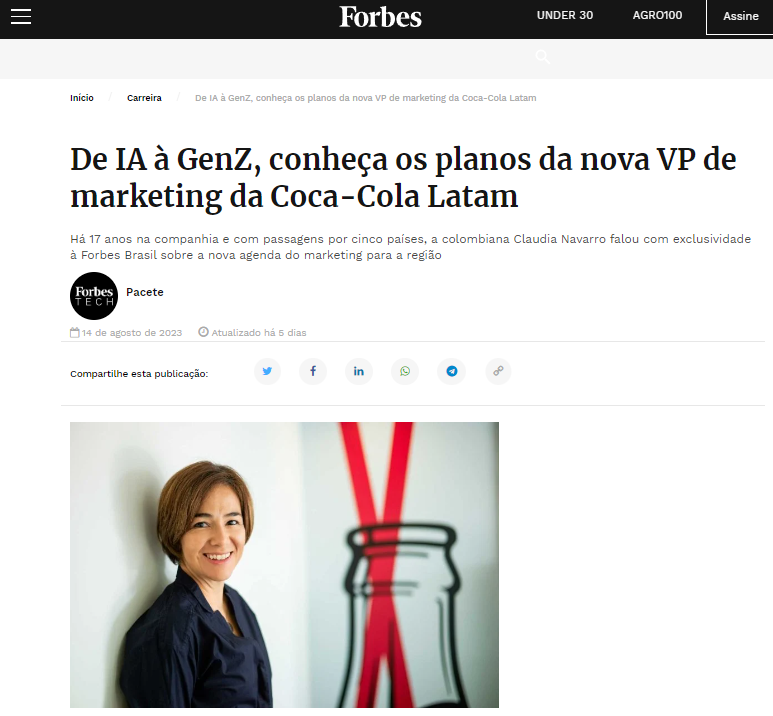 Forbes
UNDER 30
AGRO100
Assine
Início / Carreira / De IA à GenZ, conheça os planos da nova VP de marketing da Coca-Cola Latam
De IA à GenZ, conheça os planos da nova VP de
marketing da Coca-Cola Latam
Há 17 anos na companhia e com passagens por cinco países, a colombiana Claudia Navarro falou com exclusividade
à Forbes Brasil sobre a nova agenda do marketing para a região
Forbes
TECH
Pacete
14 de agosto de 2023 Atualizado há 5 dias
Compartilhe esta publicação: